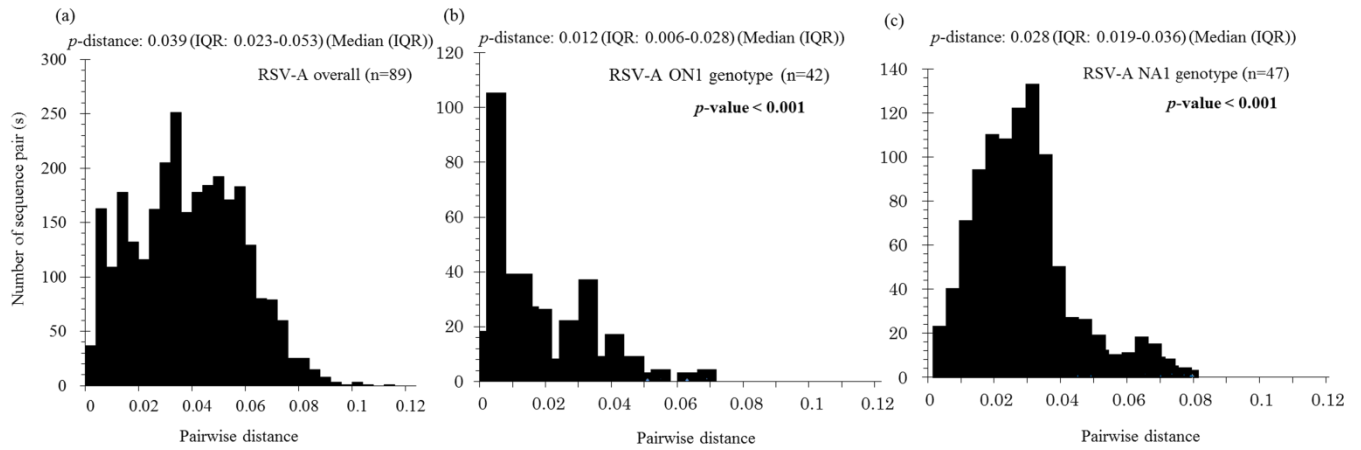 (a)
p-distance: 0.039 (IQR: 0.023-0.053) (Median (IQR))
RSV-A overall (n=89)
Number of sequence pair (s)
300
250
200
150
100
50
0
0 0.02 0.04 0.06 0.08 0.1 0.12
Pairwise distance
(b)
p-distance: 0.012 (IQR: 0.006-0.028) (Median (IQR))
RSV-A ON1 genotype (n=42)
p-value < 0.001
120
100
80
60
40
20
0
0 0.02 0.04 0.06 0.08 0.1 0.12
Pairwise distance
(c)
p-distance: 0.028 (IQR: 0.019-0.036) (Median (IQR))
RSV-A NA1 genotype (n=47)
p-value < 0.001
140
120
100
80
60
40
20
0
0 0.02 0.04 0.06 0.08 0.1 0.12
Pairwise distance